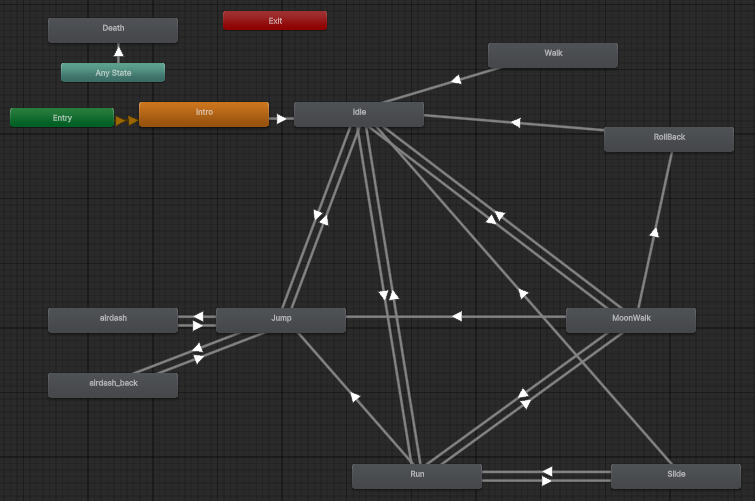 Death
Exit
Walk
Any State
Entry
Intro
Idle
RollBack
airdash
Jump
MoonWalk
airdash_back
Run
Slide